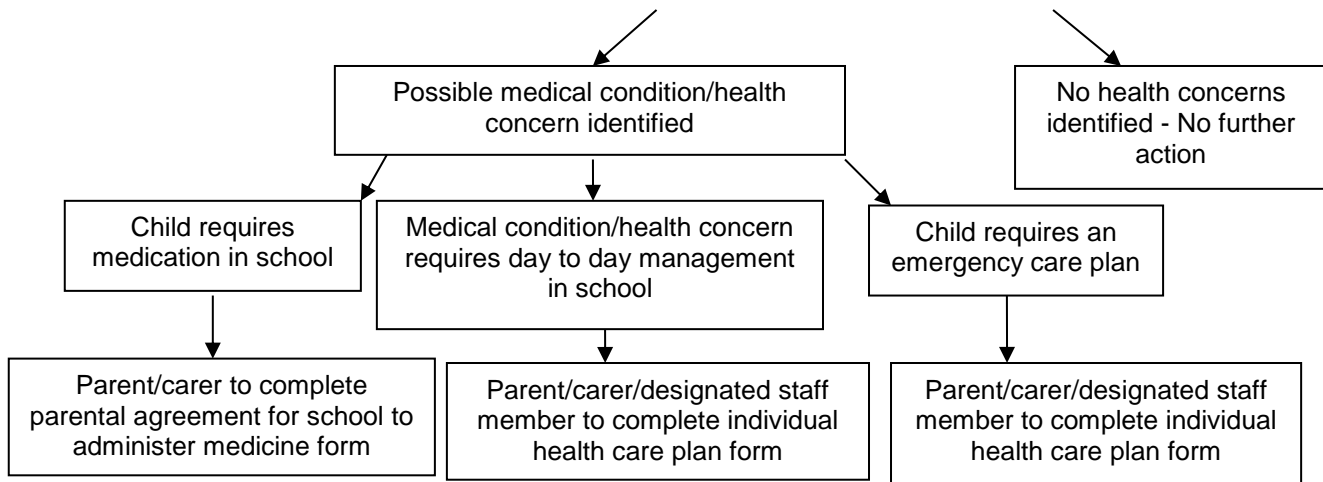 Possible medical condition/health
concern identified
No health concerns
identified - No further
action
Child requires
medication in school
Medical condition/health concern
requires day to day management
in school
Child requires an
emergency care plan
Parent/carer to complete
parental agreement for school to
administer medicine form
Parent/carer/designated staff
member to complete individual
health care plan form
Parent/carer/designated staff
member to complete individual
health care plan form